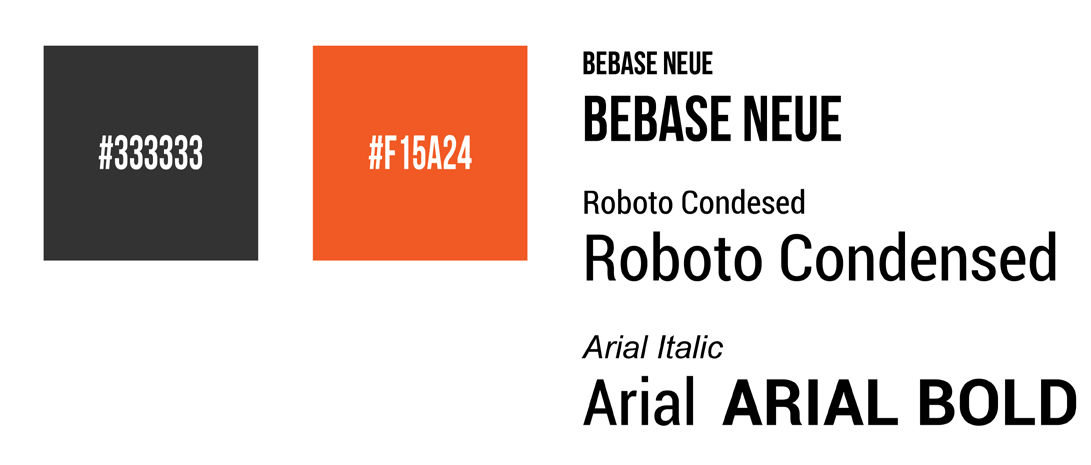 #333333
#F15A24
BEBASE NEUE
BEBASE NEUE
Roboto Condesed
Roboto Condensed
Arial Italic
Arial ARIAL BOLD